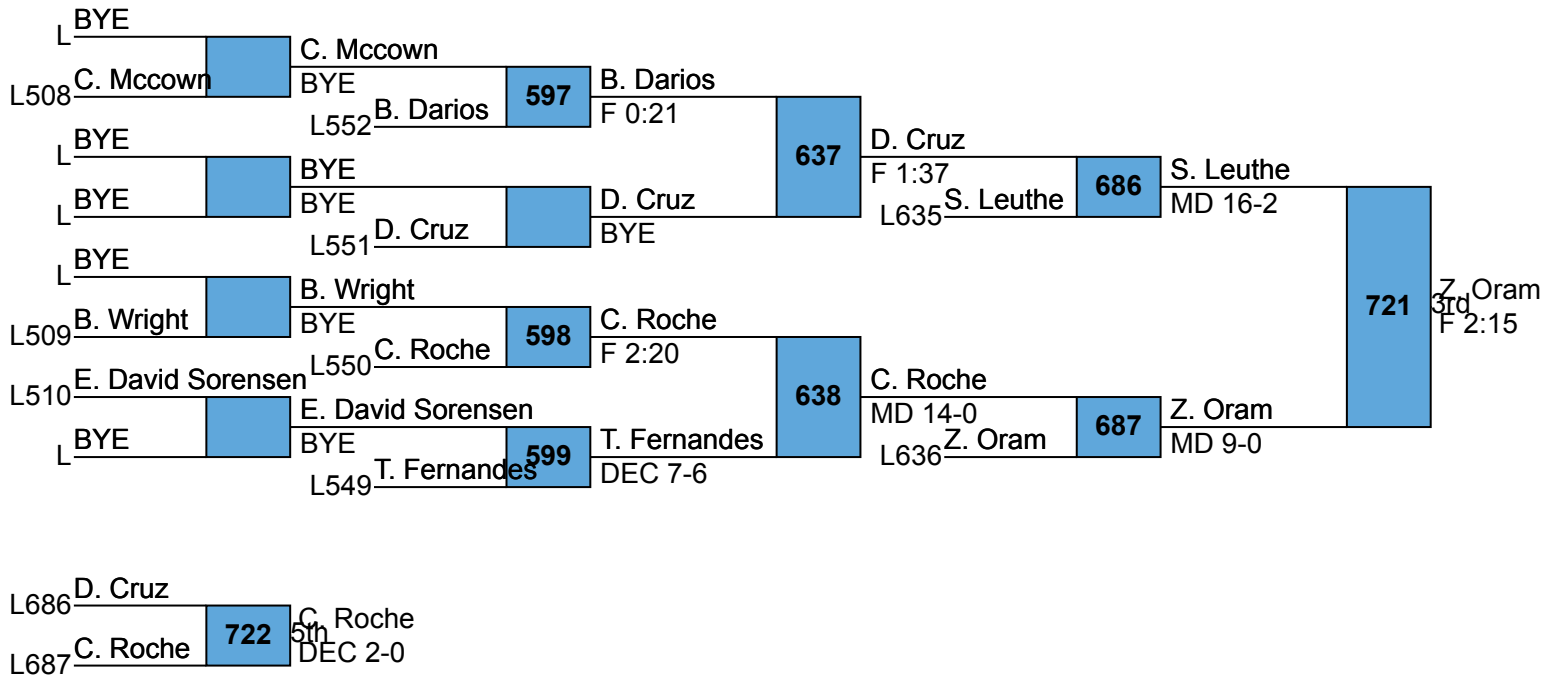 BYE
L
C. Mccown
L508
C. Mccown
BYE
B. Darios
L552
597
B. Darios
F 0:21
BYE
L
BYE
L
BYE
BYE
D. Cruz
L551
D. Cruz
BYE
637
D. Cruz
F 1:37
S. Leuthe
L635
686
S. Leuthe
MD 16-2
BYE
L
B. Wright
L509
B. Wright
BYE
C. Roche
L550
598
C. Roche
F 2:20
E. David Sorensen
L510
BYE
L
E. David Sorensen
BYE
T. Fernandes
L549
599
T. Fernandes
DEC 7-6
638
C. Roche
MD 14-0
Z. Oram
L636
687
Z. Oram
MD 9-0
721
3rd
Z. Oram
F 2:15
D. Cruz
L686
C. Roche
L687
722
5th
C. Roche
DEC 2-0